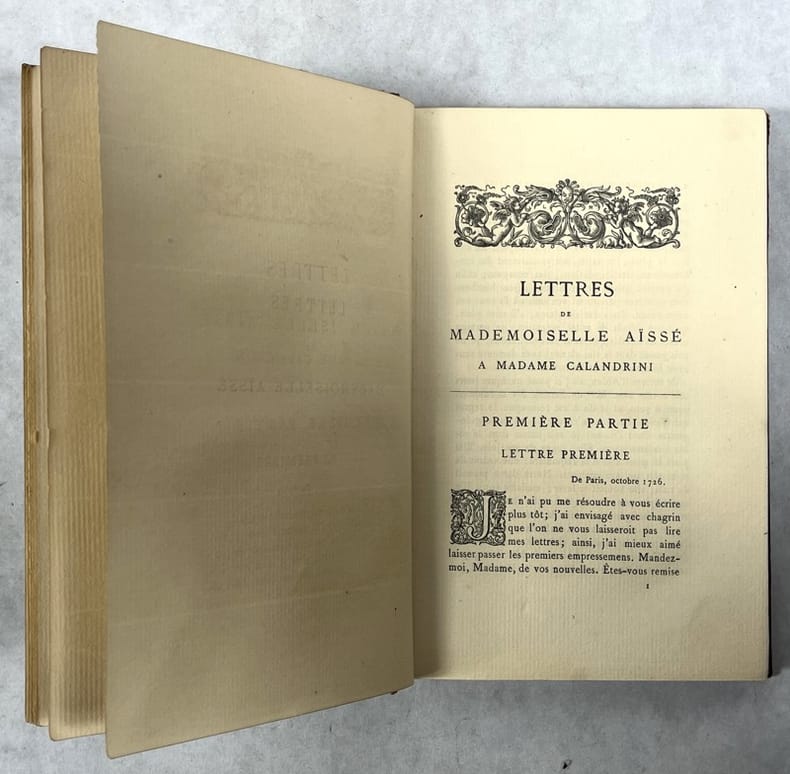 LETTRES
DE
MADEMOISELLE AÏSSÉ
A MADAME CALANDRINI
PREMIÈRE PARTIE
LETTRE PREMIÈRE
De Paris, octobre 1726.
JE n'ai pu me résoudre à vous écrire
plus tôt; j'ai envisagé avec chagrin
que l'on ne vous laisseroit pas lire
mes lettres; ainsi, j'ai mieux aimé
laisser passer les premiers empressemens. Mandez-
moi, Madame, de vos nouvelles. Êtes-vous remise
1